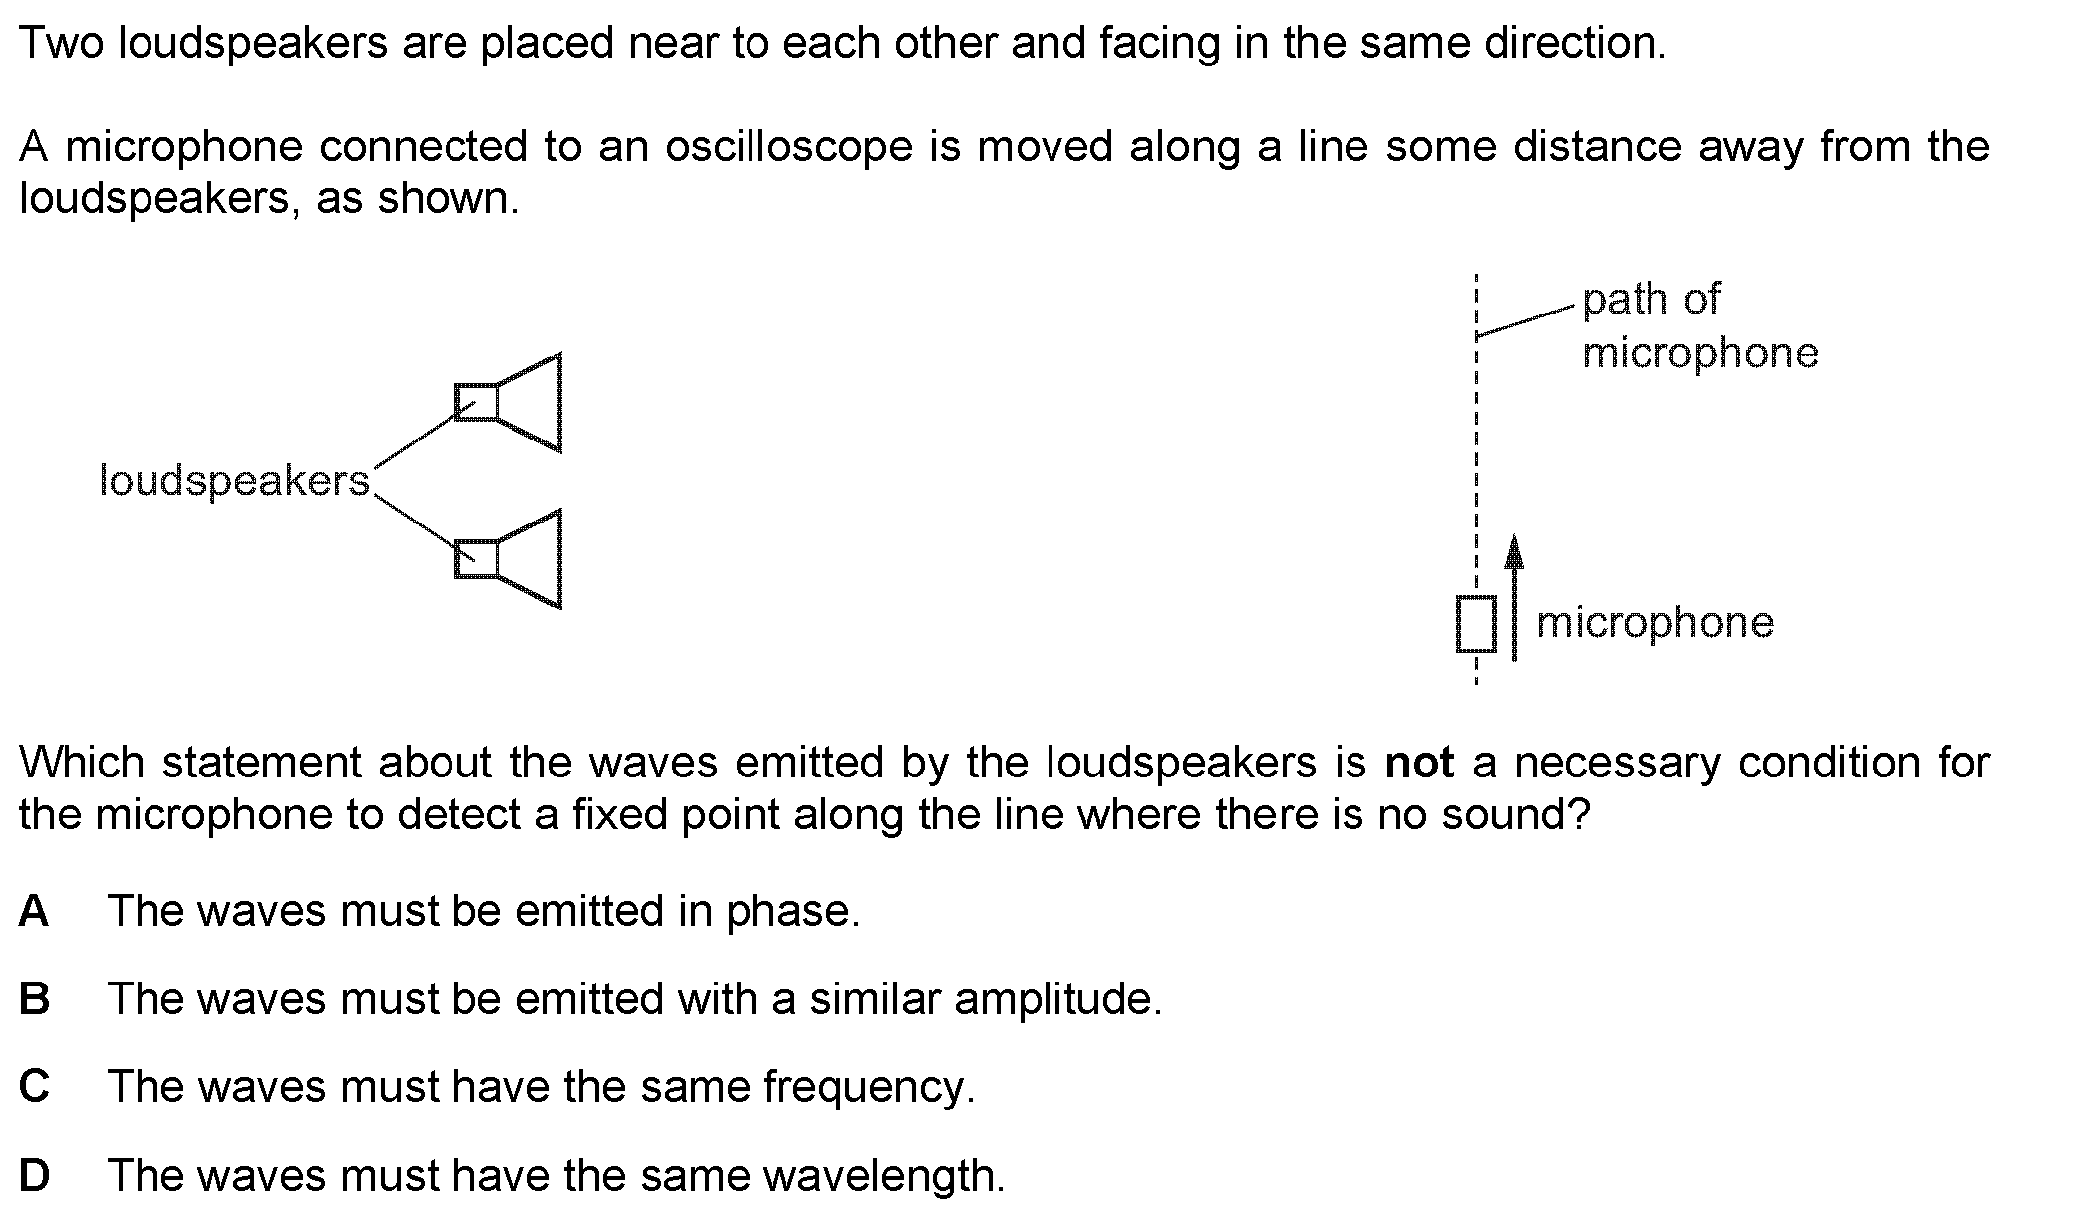 Two loudspeakers are placed near to each other and facing in the same direction.
A microphone connected to an oscilloscope is moved along a line some distance away from the
loudspeakers, as shown.
path of
microphone
loudspeakers
microphone
Which statement about the waves emitted by the loudspeakers is not a necessary condition for
the microphone to detect a fixed point along the line where there is no sound?
A The waves must be emitted in phase.
B The waves must be emitted with a similar amplitude.
C The waves must have the same frequency.
D The waves must have the same wavelength.